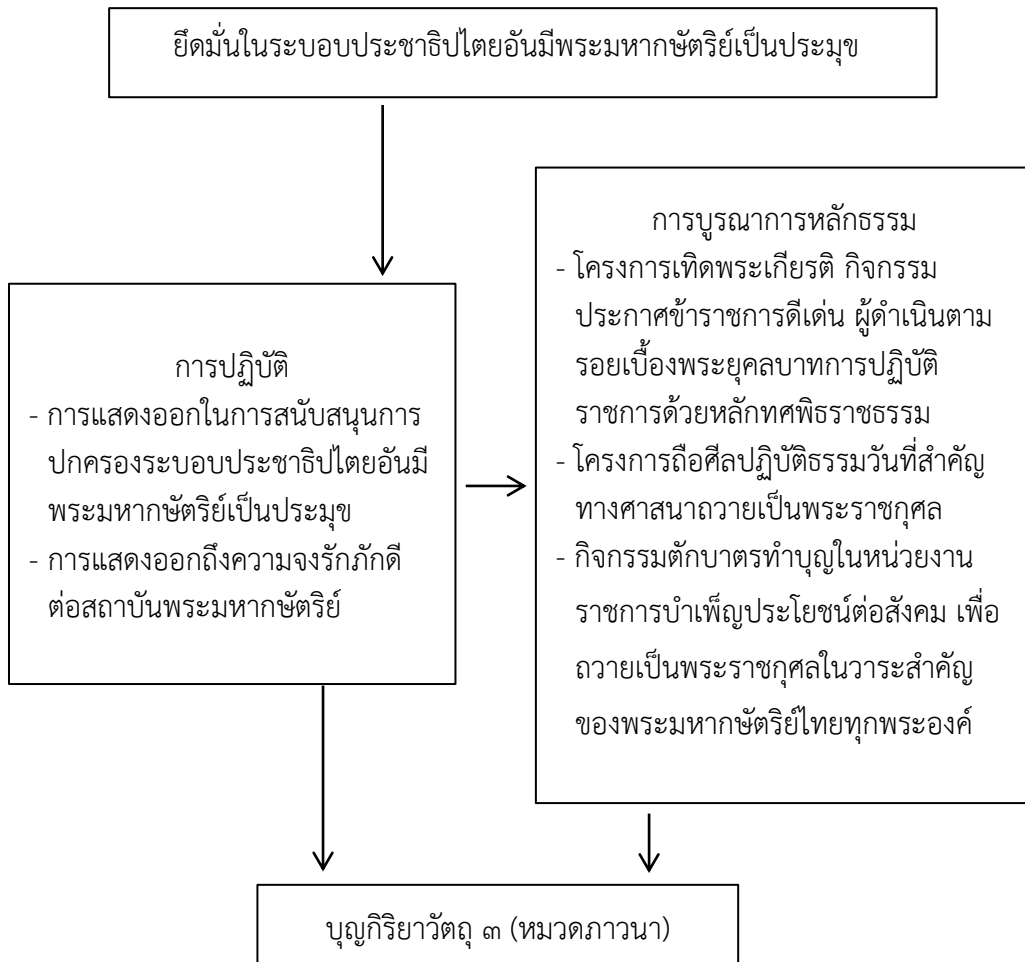 ยึดมั่นในระบอบประชาธิปไตยอันมีพระมหากษัตริย์เป็นประมุข
การปฏิบัติ
- การแสดงออกในการสนับสนุนการ
ปกครองระบอบประชาธิปไตยอันมี
พระมหากษัตริย์เป็นประมุข
- การแสดงออกถึงความจงรักภักดี
ต่อสถาบันพระมหากษัตริย์
การบูรณาการหลักธรรม
- โครงการเทิดพระเกียรติ กิจกรรม
ประกาศข้าราชการดีเด่น ผู้ดำเนินตาม
รอยเบื้องพระยุคลบาทการปฏิบัติ
ราชการด้วยหลักทศพิธราชธรรม
- โครงการถือศีลปฏิบัติธรรมวันที่สำคัญ
ทางศาสนาถวายเป็นพระราชกุศล
- กิจกรรมตักบาตรทำบุญในหน่วยงาน
ราชการบำเพ็ญประโยชน์ต่อสังคม เพื่อ
ถวายเป็นพระราชกุศลในวาระสำคัญ
ของพระมหากษัตริย์ไทยทุกพระองค์
บุญกิริยาวัตถุ ๓ (หมวดภาวนา)